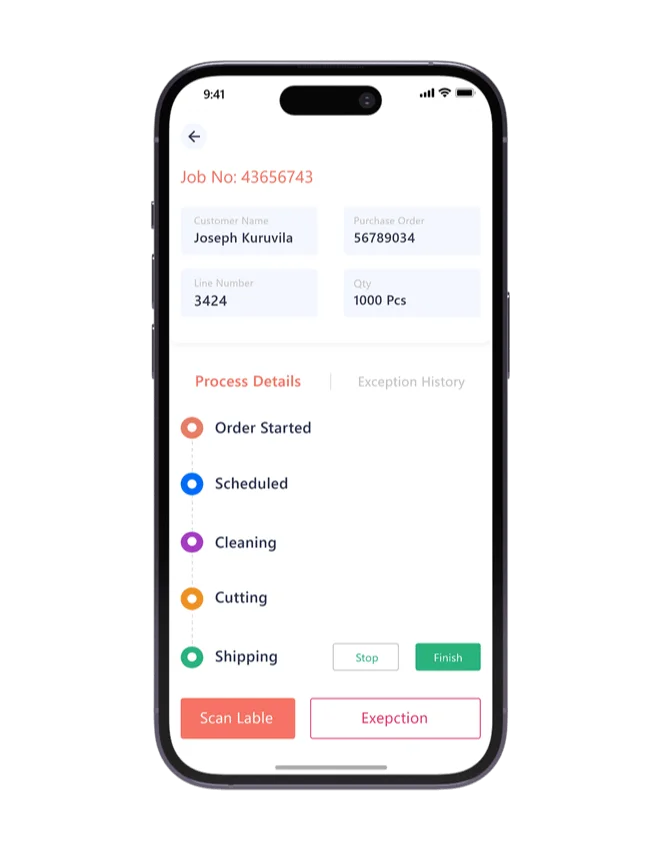 9:41
Job No: 43656743
Customer Name
Joseph Kuruvila
Purchase Order
56789034
Line Number
3424
Qty
1000 Pcs
Process Details
Exception History
Order Started
Scheduled
Cleaning
Cutting
Shipping
Stop
Finish
Scan Lable
Exepction